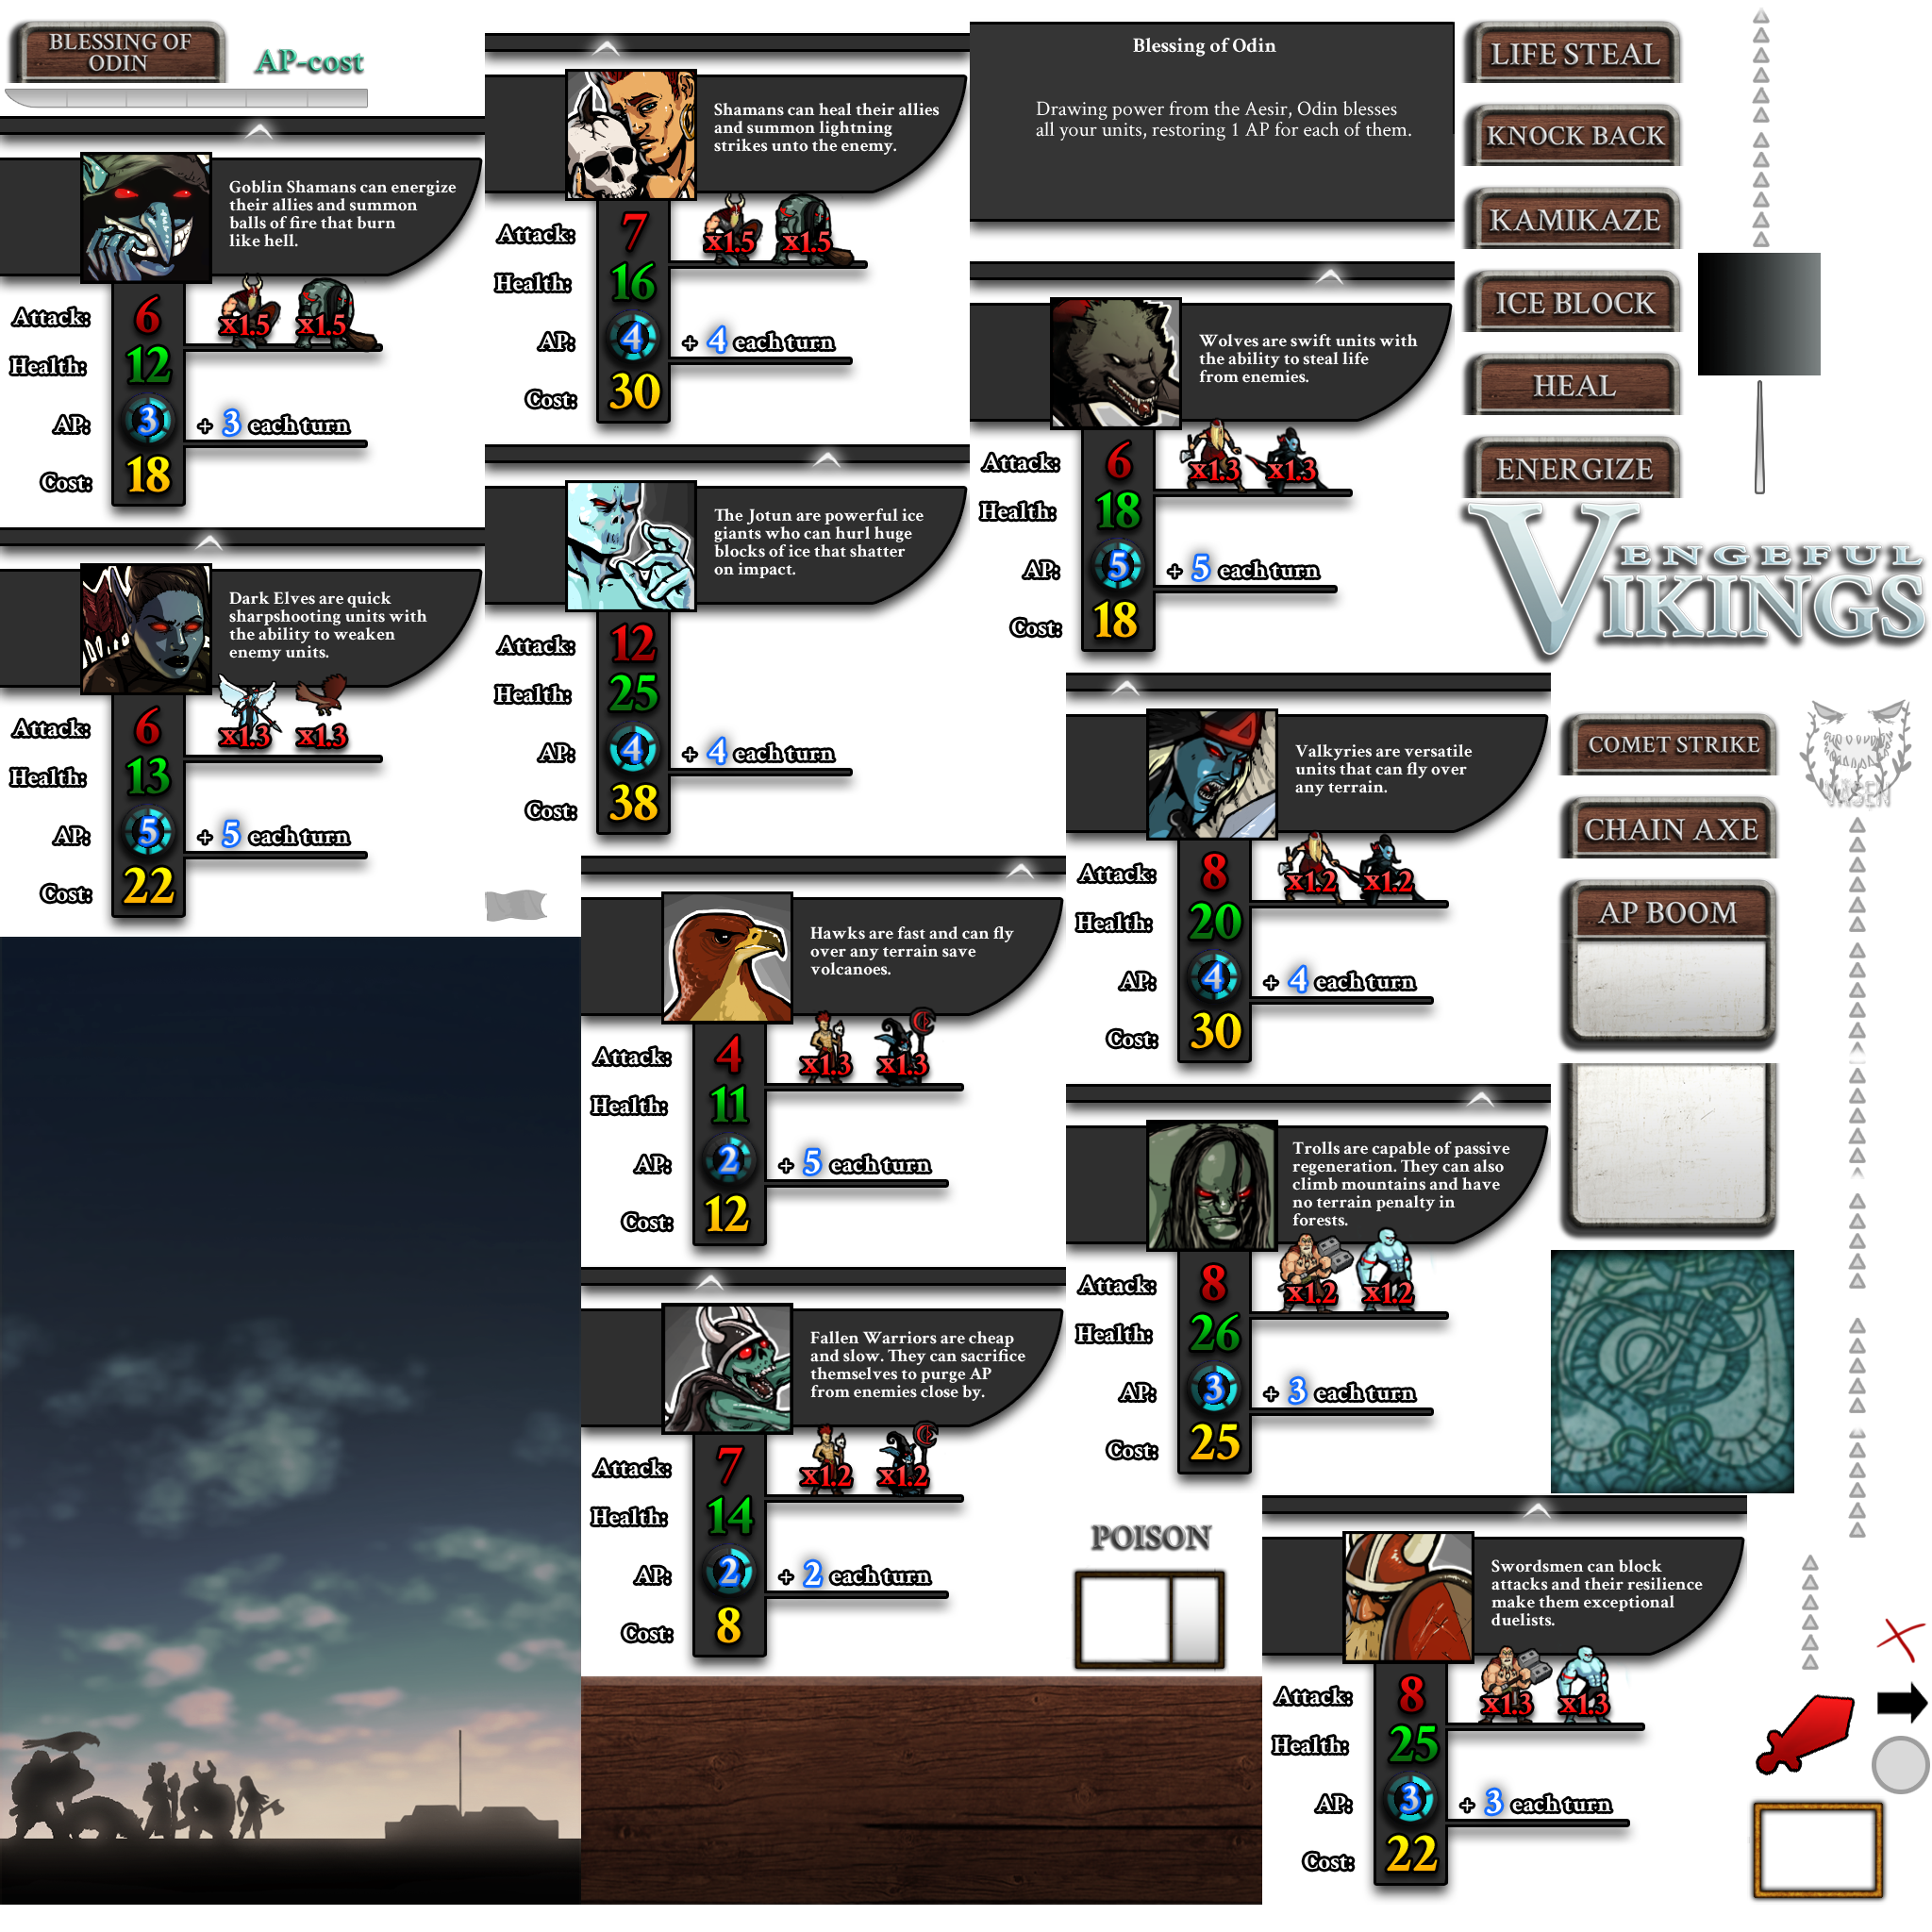 BLESSING OF
ODIN
AP-cost
Goblin Shamans can energize
their allies and summon
balls of fire that burn
like hell.
Attack: 6 x1.5 x1.5
Health: 12
AP: 3 + 3 each turn
Cost: 18
Dark Elves are quick
sharpshooting units with
the ability to weaken
enemy units.
Attack: 6 x1.3 x1.3
Health: 13
AP: 5 + 5 each turn
Cost: 22
Shamans can heal their allies
and summon lightning
strikes unto the enemy.
Attack: 7 x1.5 x1.5
Health: 16
AP: 4 + 4 each turn
Cost: 30
The Jotun are powerful ice
giants who can hurl huge
blocks of ice that shatter
on impact.
Attack: 12
Health: 25
AP: 4 + 4 each turn
Cost: 38
Hawks are fast and can fly
over any terrain save
volcanoes.
Attack: 4 x1.3 x1.3
Health: 11
AP: 2 + 5 each turn
Cost: 12
Fallen Warriors are cheap
and slow. They can sacrifice
themselves to purge AP
from enemies close by.
Attack: 7 x1.2 x1.2
Health: 14
AP: 2 + 2 each turn
Cost: 8
Blessing of Odin
Drawing power from the Aesir, Odin blesses
all your units, restoring 1 AP for each of them.
Wolves are swift units with
the ability to steal life
from enemies.
Attack: 6 x1.3 x1.3
Health: 18
AP: 5 + 5 each turn
Cost: 18
Valkyries are versatile
units that can fly over
any terrain.
Attack: 8 x1.2 x1.2
Health: 20
AP: 4 + 4 each turn
Cost: 30
Trolls are capable of passive
regeneration. They can also
climb mountains and have
no terrain penalty in
forests.
Attack: 8 x1.2 x1.2
Health: 26
AP: 3 + 3 each turn
Cost: 25
POISON
Swordsmen can block
attacks and their resilience
make them exceptional
duelists.
Attack: 8 x1.3 x1.3
Health: 25
AP: 3 + 3 each turn
Cost: 22
LIFE STEAL
KNOCK BACK
KAMIKAZE
ICE BLOCK
HEAL
ENERGIZE
VENGEFUL
VIKINGS
COMET STRIKE
CHAIN AXE
AP BOOM